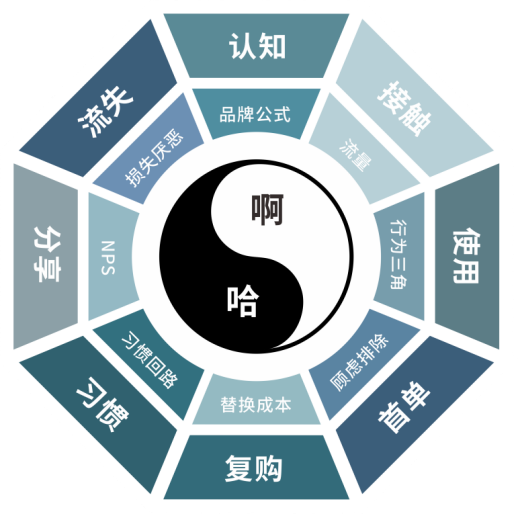 认知
接触
使用
首单
复购
习惯
分享
流失
品牌公式
流量
行为三角
顾虑排除
替换成本
习惯回路
NPS
损失厌恶
啊
哈